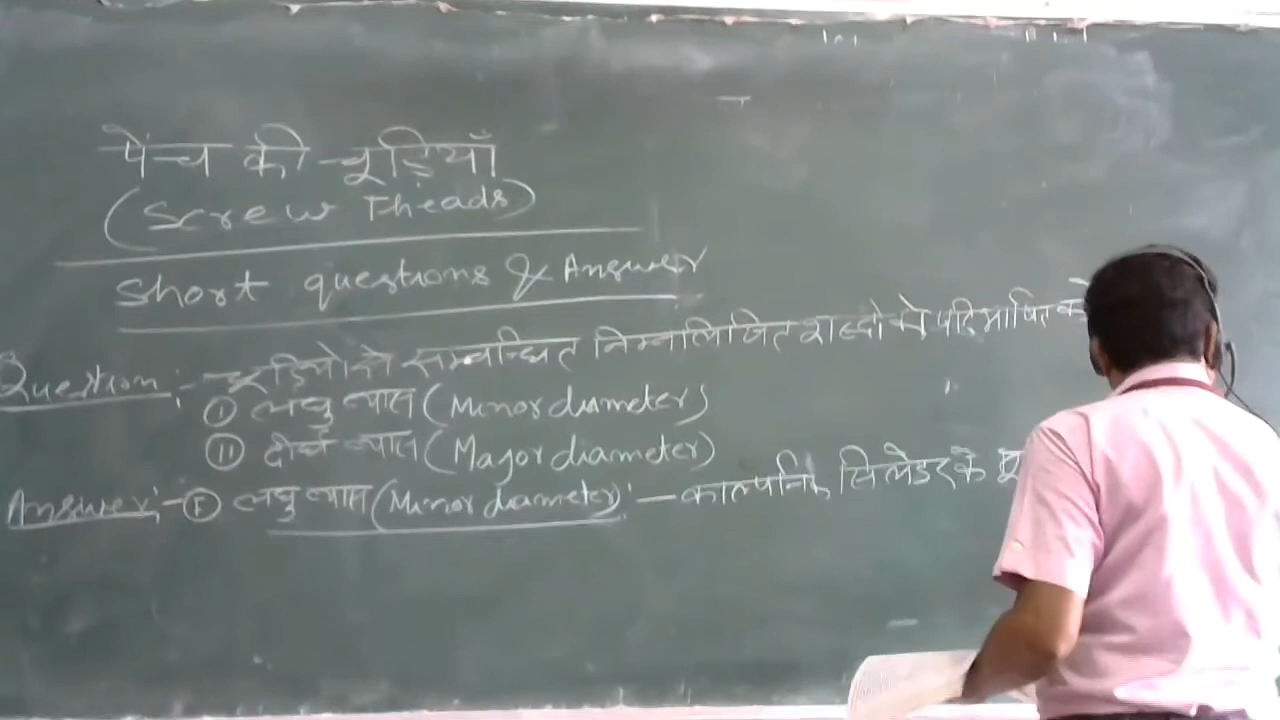 पेंच की चूड़ियाँ
(Screw Threads)
Short questions & Answer
Question:- चूड़ियो से सम्बन्धित निम्नलिखित शब्दो को परिभाषित
(I) लघु व्यास (Minor diameter)
(II) दीर्घ व्यास (Major diameter)
Answer:- (I) लघु व्यास (Minor diameter):- काल्पनिक सिलेंडर के